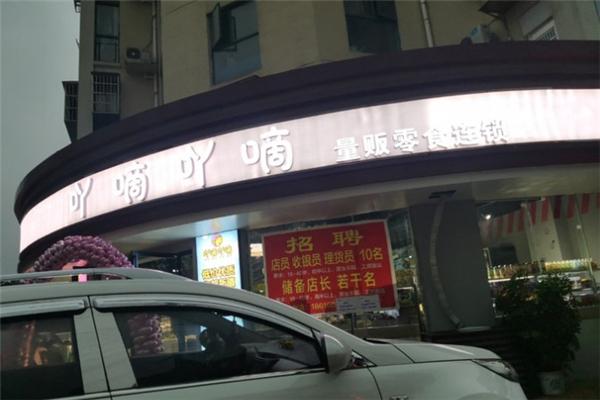 吖嘀吖嘀 量贩零食连锁
招聘
店员 收银员 理货员 10名
储备店长 若干名